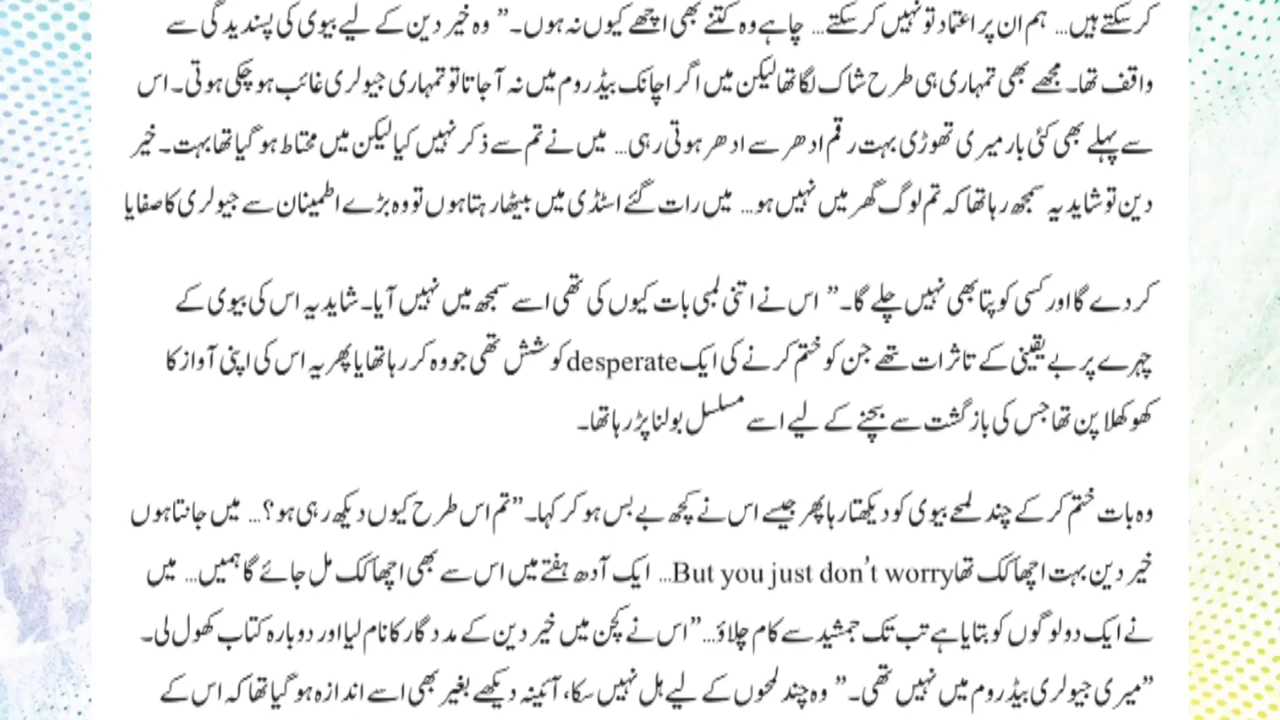 کرسکتے ہیں… ہم ان پر اعتماد تو نہیں کر سکتے… چاہے وہ کتنے بھی اچھے کیوں نہ ہوں۔” وہ خیر دین کے لیے بیوی کی پسندیدگی سے
واقف تھا۔ مجھے بھی تمہاری ہی طرح شاک لگا تھا لیکن میں اگر اچانک بیڈروم میں نہ آجاتا تو تمہاری جیولری غائب ہو چکی ہوتی۔ اس
سے پہلے بھی کئی بار میری تھوڑی بہت رقم ادھر سے ادھر ہوتی رہی… میں نے تم سے ذکر نہیں کیا لیکن میں محتاط ہو گیا تھا بہت۔ خیر
دین تو شاید یہ سمجھ رہا تھا کہ تم لوگ گھر میں نہیں ہو… میں رات گئے اسٹڈی میں بیٹھا رہتا ہوں تو وہ بڑے اطمینان سے جیولری کا صفایا
کر دے گا اور کسی کو پتا بھی نہیں چلے گا۔” اس نے اتنی لمبی بات کیوں کی تھی اسے سمجھ میں نہیں آیا۔ شاید یہ اس کی بیوی کے
چہرے پر بے یقینی کے تاثرات تھے جن کو ختم کرنے کی ایک desperate کوشش تھی جو وہ کر رہا تھا یا پھر یہ اس کی اپنی آواز کا
کھوکھلا پن تھا جس کی بازگشت سے بچنے کے لیے اسے مسلسل بولنا پڑ رہا تھا۔
وہ بات ختم کر کے چند لمحے بیوی کو دیکھتا رہا پھر جیسے اس نے کچھ بے بس ہو کر کہا۔ ”تم اس طرح کیوں دیکھ رہی ہو؟… میں جانتا ہوں
خیر دین بہت اچھا کک تھا But you just don’t worry… ایک آدھ ہفتے میں اس سے بھی اچھا کک مل جائے گا ہمیں… میں
نے ایک دو لوگوں کو بتایا ہے تب تک جمشید سے کام چلاؤ…” اس نے کچن میں خیر دین کے مددگار کا نام لیا اور دوبارہ کتاب کھول لی۔
”میری جیولری بیڈروم میں نہیں تھی۔” وہ چند لمحوں کے لیے ہل نہیں سکا، آئینہ دیکھے بغیر بھی اسے اندازہ ہو گیا تھا کہ اس کے